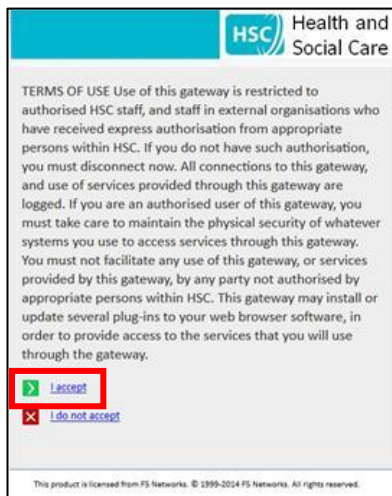 HSC Health and
Social Care
TERMS OF USE Use of this gateway is restricted to
authorised HSC staff, and staff in external organisations who
have received express authorisation from appropriate
persons within HSC. If you do not have such authorisation,
you must disconnect now. All connections to this gateway,
and use of services provided through this gateway are
logged. If you are an authorised user of this gateway, you
must take care to maintain the physical security of whatever
systems you use to access services through this gateway.
You must not facilitate any use of this gateway, or services
provided by this gateway, by any party not authorised by
appropriate persons within HSC. This gateway may install or
update several plug-ins to your web browser software, in
order to provide access to the services that you will use
through the gateway.
I accept
I do not accept
This product is licensed from F5 Networks. © 1999-2014 F5 Networks. All rights reserved.